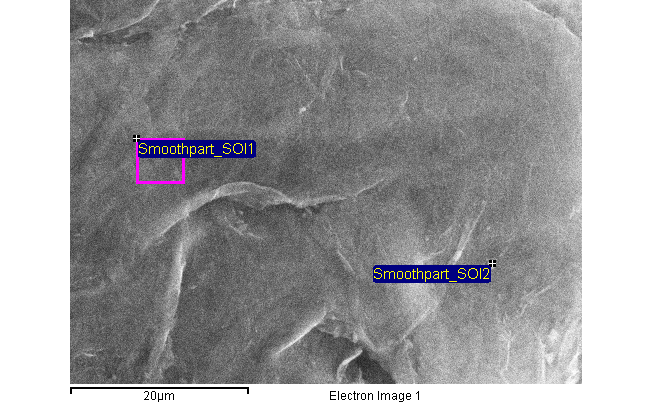 Smoothpart_SOI1
Smoothpart_SOI2
20µm
Electron Image 1